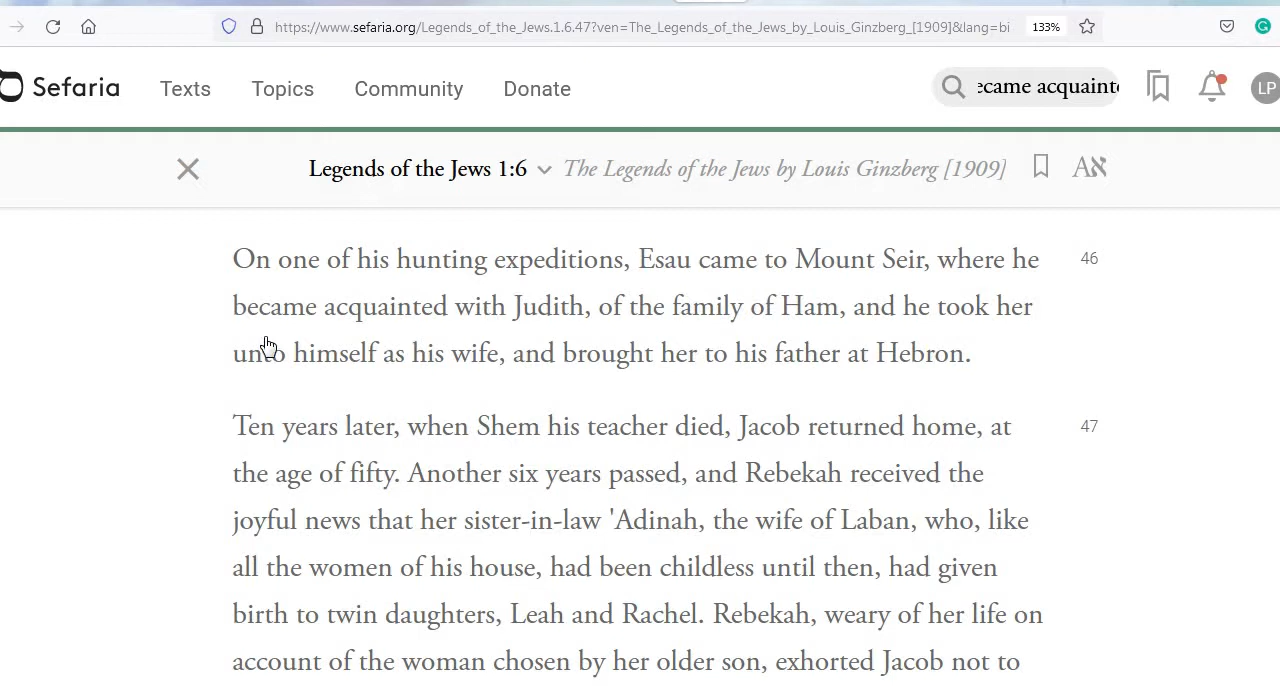 https://www.sefaria.org/Legends_of_the_Jews.1.6.47?ven=The_Legends_of_the_Jews_by_Louis_Ginzberg_[1909]&lang=bi 133%
Sefaria Texts Topics Community Donate became acquainte LP
Legends of the Jews 1:6 The Legends of the Jews by Louis Ginzberg [1909] Aא
On one of his hunting expeditions, Esau came to Mount Seir, where he 46
became acquainted with Judith, of the family of Ham, and he took her
unto himself as his wife, and brought her to his father at Hebron.
Ten years later, when Shem his teacher died, Jacob returned home, at 47
the age of fifty. Another six years passed, and Rebekah received the
joyful news that her sister-in-law 'Adinah, the wife of Laban, who, like
all the women of his house, had been childless until then, had given
birth to twin daughters, Leah and Rachel. Rebekah, weary of her life on
account of the woman chosen by her older son, exhorted Jacob not to